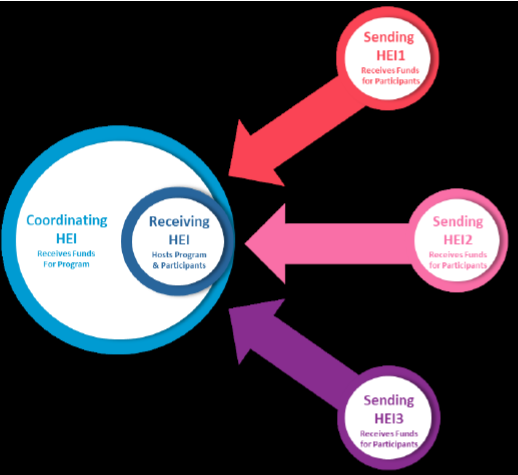 Sending
HEI1
Receives Funds
for Participants
Coordinating
HEI
Receives Funds
For Program
Receiving
HEI
Hosts Program
& Participants
Sending
HEI2
Receives Funds
for Participants
Sending
HEI3
Receives Funds
for Participants